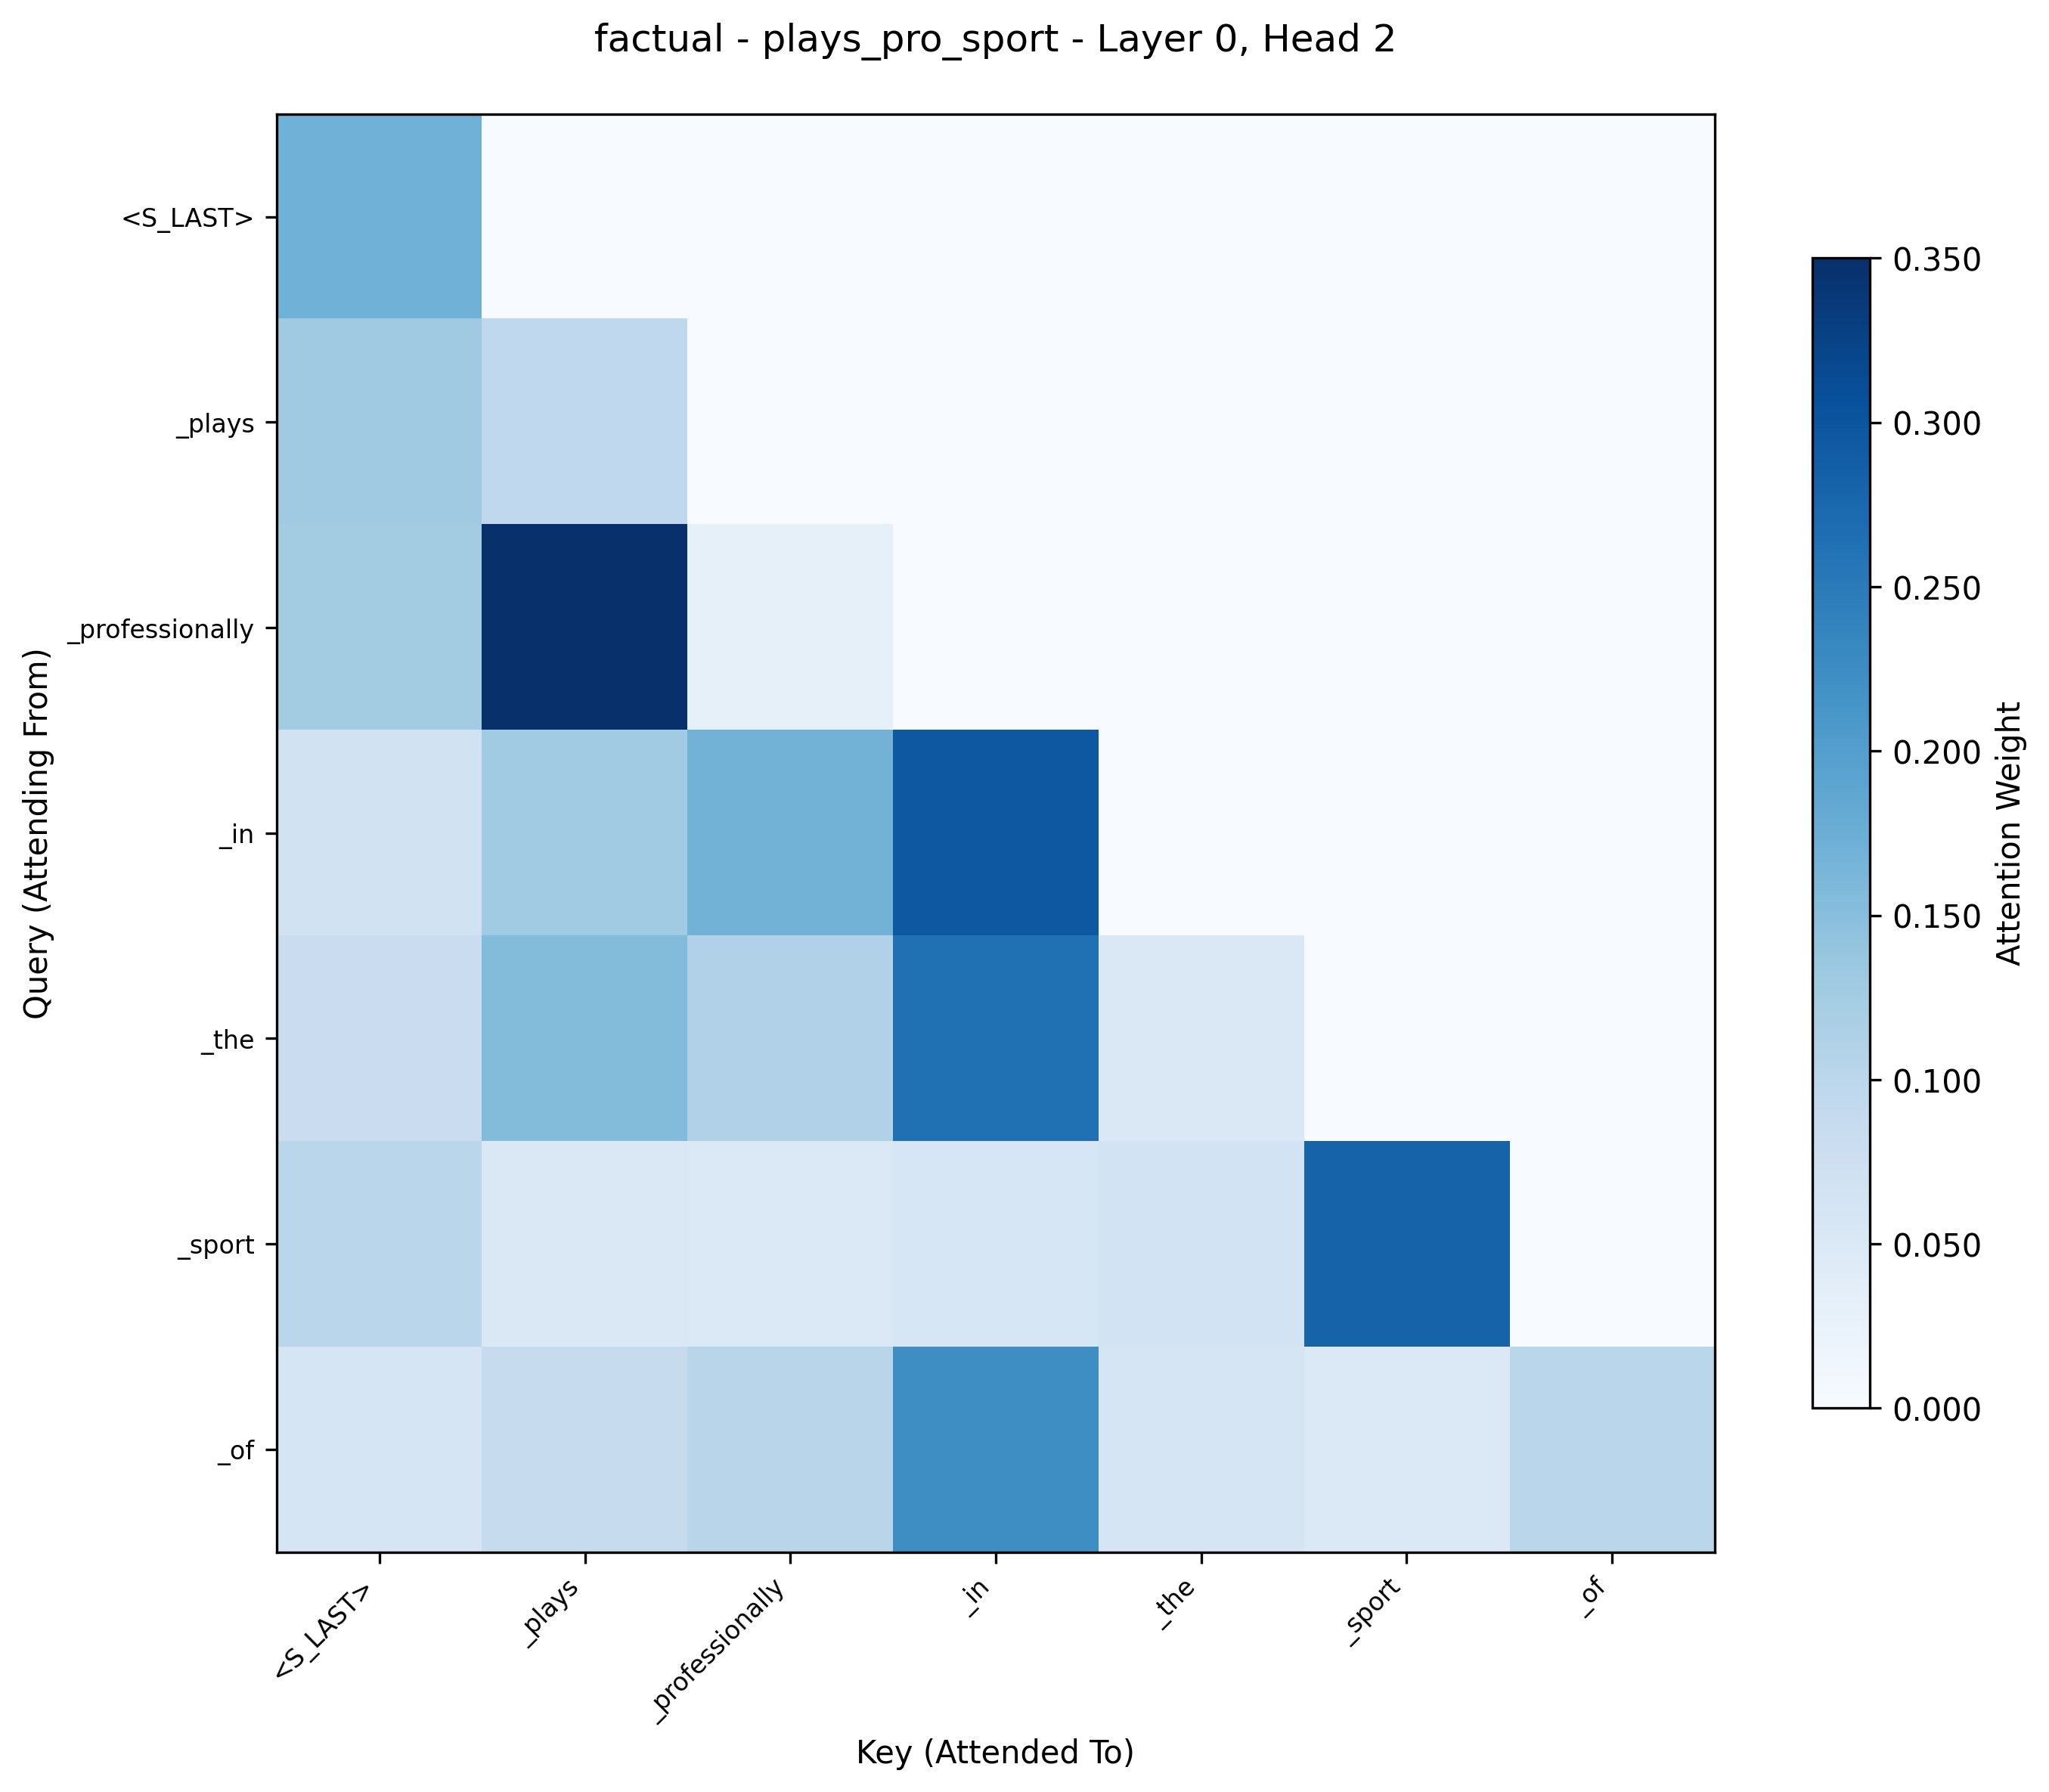 factual - plays_pro_sport - Layer 0, Head 2
Query (Attending From)
<S_LAST>
_plays
_professionally
_in
_the
_sport
_of
<S_LAST>
_plays
_professionally
_in
_the
_sport
_of
Key (Attended To)
0.350
0.300
0.250
0.200
0.150
0.100
0.050
0.000
Attention Weight